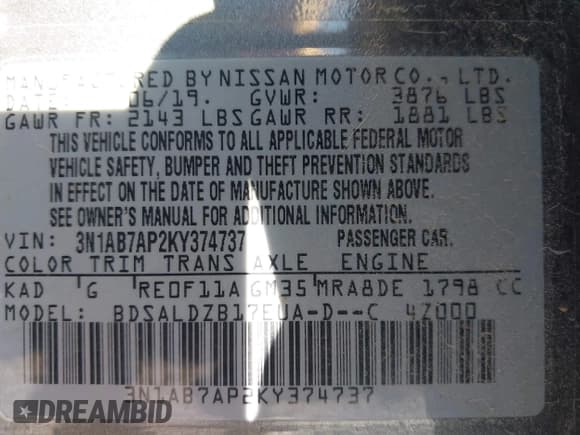 MANUFACTURED BY NISSAN MOTOR CO., LTD.
DATE: 06/19. GVWR: 3876 LBS
GAWR FR: 2143 LBS GAWR RR: 1881 LBS
THIS VEHICLE CONFORMS TO ALL APPLICABLE FEDERAL MOTOR
VEHICLE SAFETY, BUMPER AND THEFT PREVENTION STANDARDS
IN EFFECT ON THE DATE OF MANUFACTURE SHOWN ABOVE.
SEE OWNER'S MANUAL FOR ADDITIONAL INFORMATION.
VIN: 3N1AB7AP2KY374737 PASSENGER CAR.
COLOR TRIM TRANS AXLE ENGINE
KAD G RE0F11A GM35 MRA8DE 1798 CC
MODEL: BDSALDZB17EUA-D--C 4Z000
3N1AB7AP2KY374737
DREAMBID